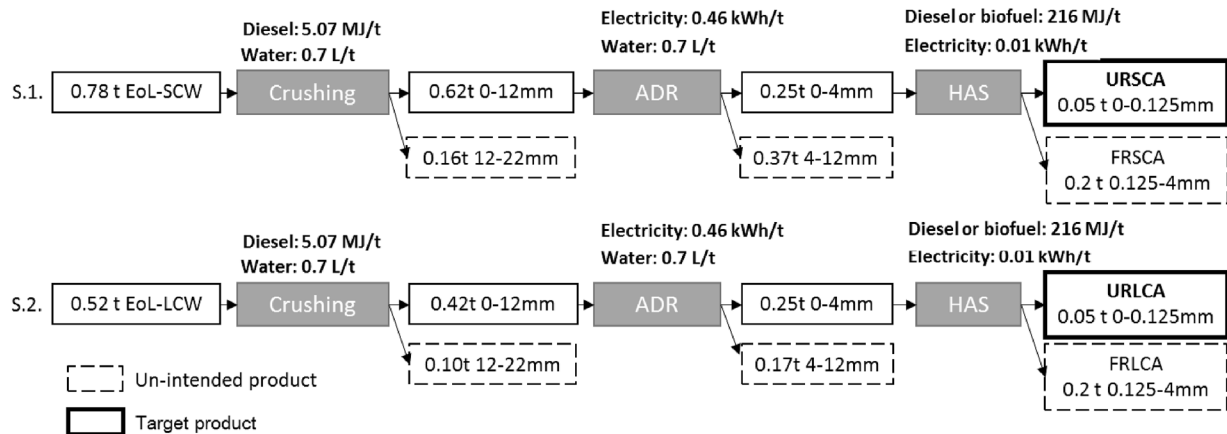 Diesel: 5.07 MJ/t
Water: 0.7 L/t
Electricity: 0.46 kWh/t
Water: 0.7 L/t
Diesel or biofuel: 216 MJ/t
Electricity: 0.01 kWh/t
S.1.
0.78 t EoL-SCW
Crushing
0.62t 0-12mm
ADR
0.25t 0-4mm
HAS
URSCA
0.05 t 0-0.125mm
0.16t 12-22mm
0.37t 4-12mm
FRSCA
0.2 t 0.125-4mm
Diesel: 5.07 MJ/t
Water: 0.7 L/t
Electricity: 0.46 kWh/t
Water: 0.7 L/t
Diesel or biofuel: 216 MJ/t
Electricity: 0.01 kWh/t
S.2.
0.52 t EoL-LCW
Crushing
0.42t 0-12mm
ADR
0.25t 0-4mm
HAS
URLCA
0.05 t 0-0.125mm
0.10t 12-22mm
0.17t 4-12mm
FRLCA
0.2 t 0.125-4mm
Un-intended product
Target product